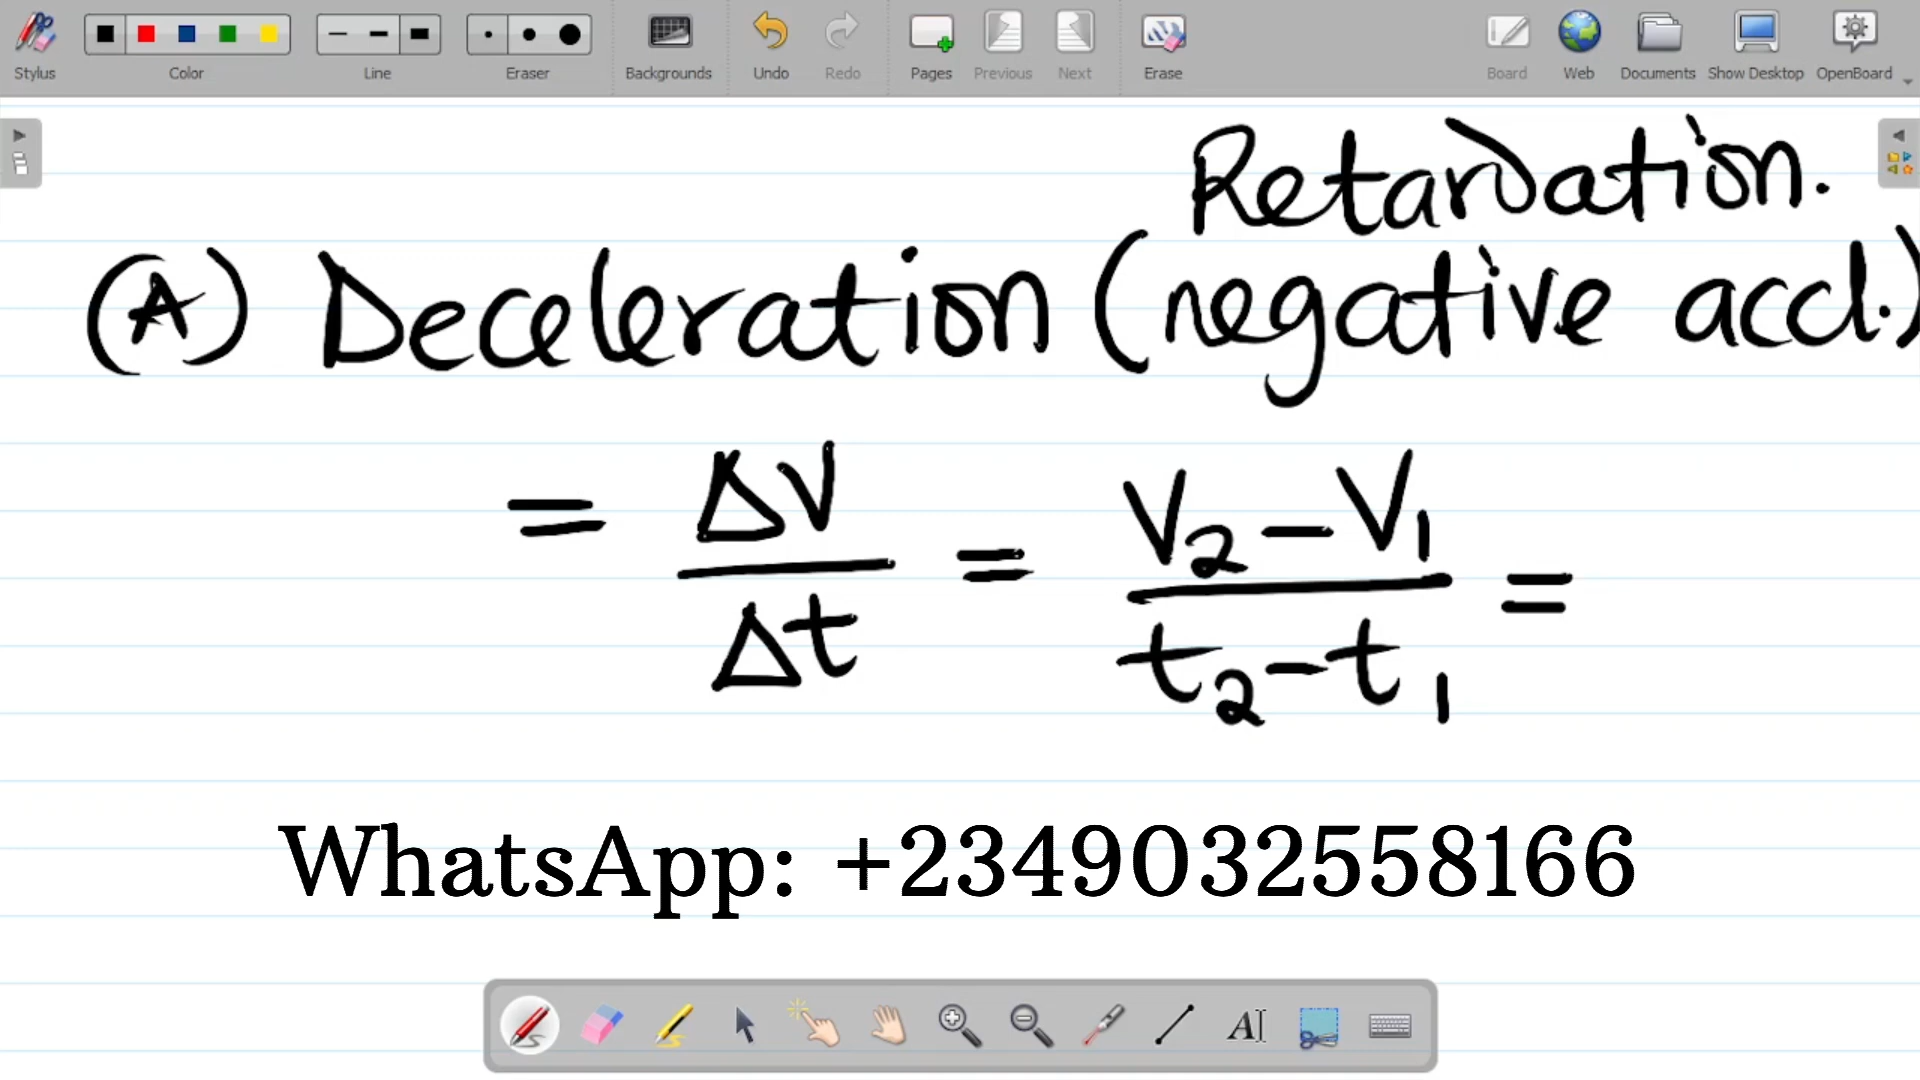 Stylus Color Line Eraser Backgrounds Undo Redo Pages Previous Next Erase Board Web Documents Show Desktop OpenBoard
Retardation.
(A) Deceleration (negative accl.)
= ΔV/Δt = V₂-V₁/t₂-t₁ =
WhatsApp: +2349032558166
AI